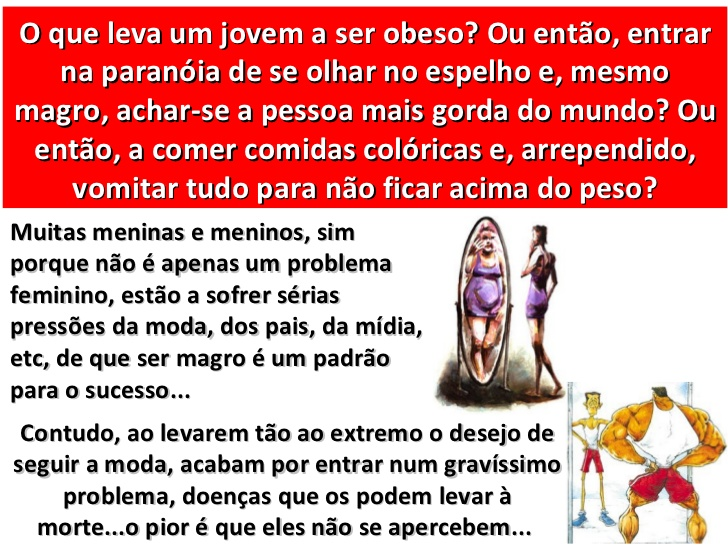 O que leva um jovem a ser obeso? Ou então, entrar
na paranóia de se olhar no espelho e, mesmo
magro, achar-se a pessoa mais gorda do mundo? Ou
então, a comer comidas colóricas e, arrependido,
vomitar tudo para não ficar acima do peso?
Muitas meninas e meninos, sim
porque não é apenas um problema
feminino, estão a sofrer sérias
pressões da moda, dos pais, da mídia,
etc, de que ser magro é um padrão
para o sucesso...
Contudo, ao levarem tão ao extremo o desejo de
seguir a moda, acabam por entrar num gravíssimo
problema, doenças que os podem levar à
morte...o pior é que eles não se apercebem...